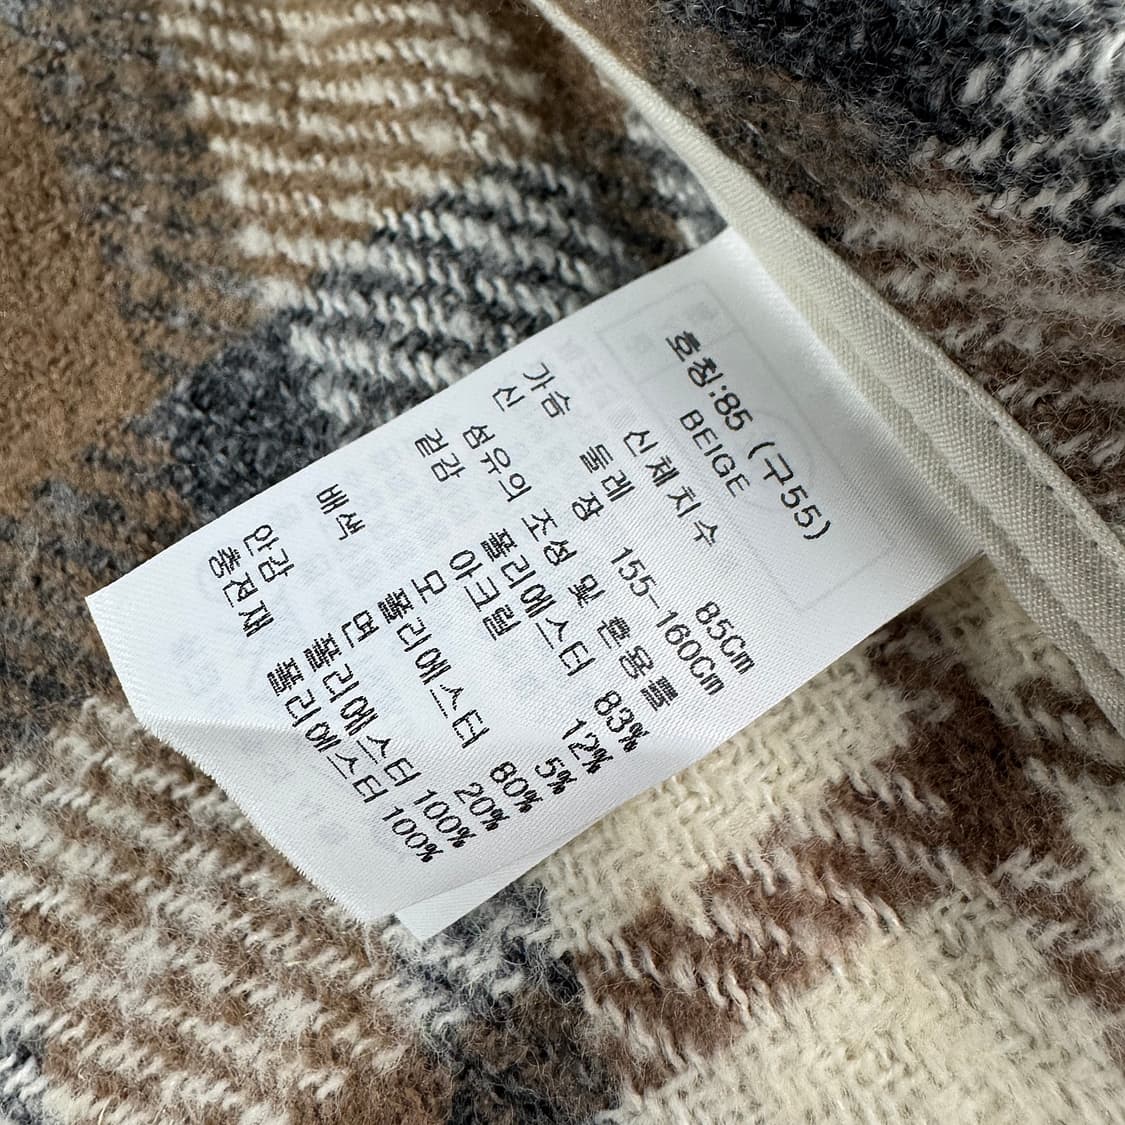 호칭:85 (구55)
BEIGE
신체치수
가슴 둘레 85Cm
신 장 155-160Cm
섬유의 조성 및 혼용률
겉감 폴리에스터 83%
아크릴 12%
모 5%
배색 폴리에스터 80%
면 20%
안감 폴리에스터 100%
충전재 폴리에스터 100%